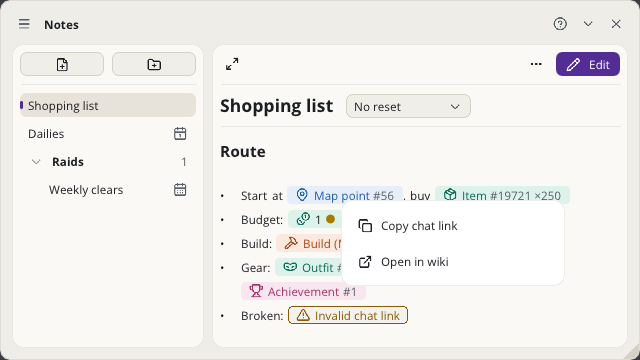 Notes
Edit
Shopping list
Dailies
Raids 1
Weekly clears
Shopping list No reset
Route
• Start at Map point #56 , buy Item #19721 ×250
• Budget: 1
• Build: Build
• Gear: Outfit
Achievement #1
• Broken: Invalid chat link
Copy chat link
Open in wiki